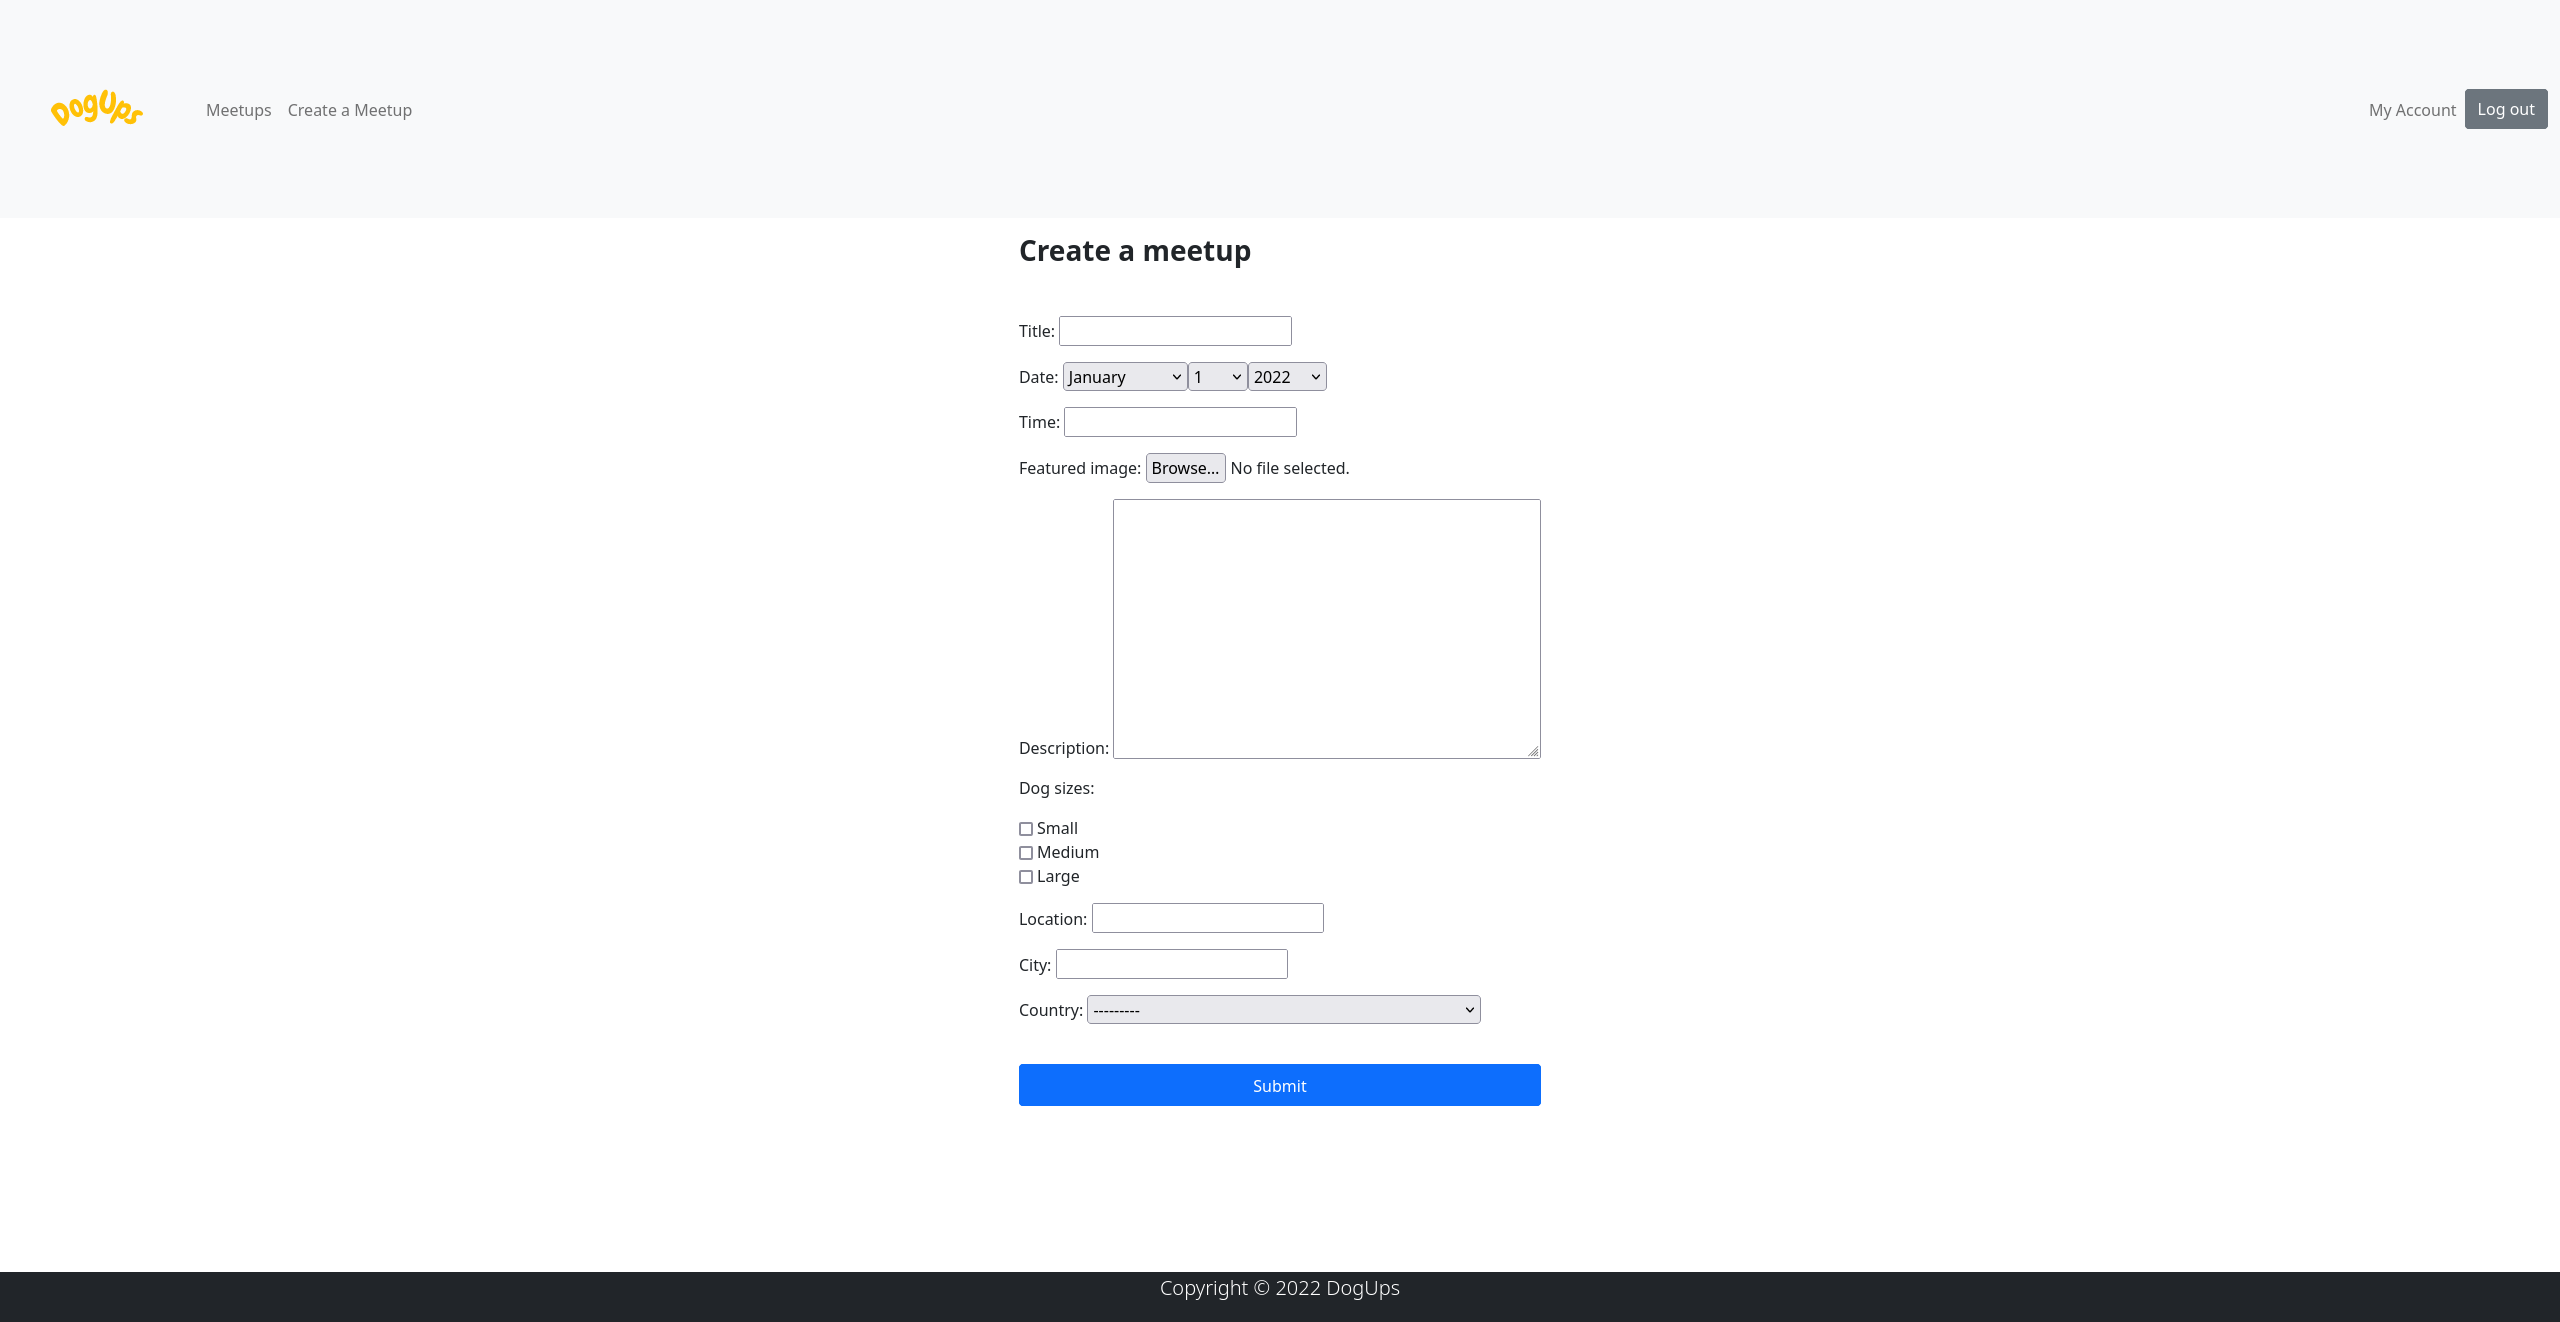 DogUps Meetups Create a Meetup My Account Log out
Create a meetup
Title:
Date: January 1 2022
Time:
Featured image: Browse... No file selected.
Description:
Dog sizes:
Small
Medium
Large
Location:
City:
Country: ---------
Submit
Copyright © 2022 DogUps